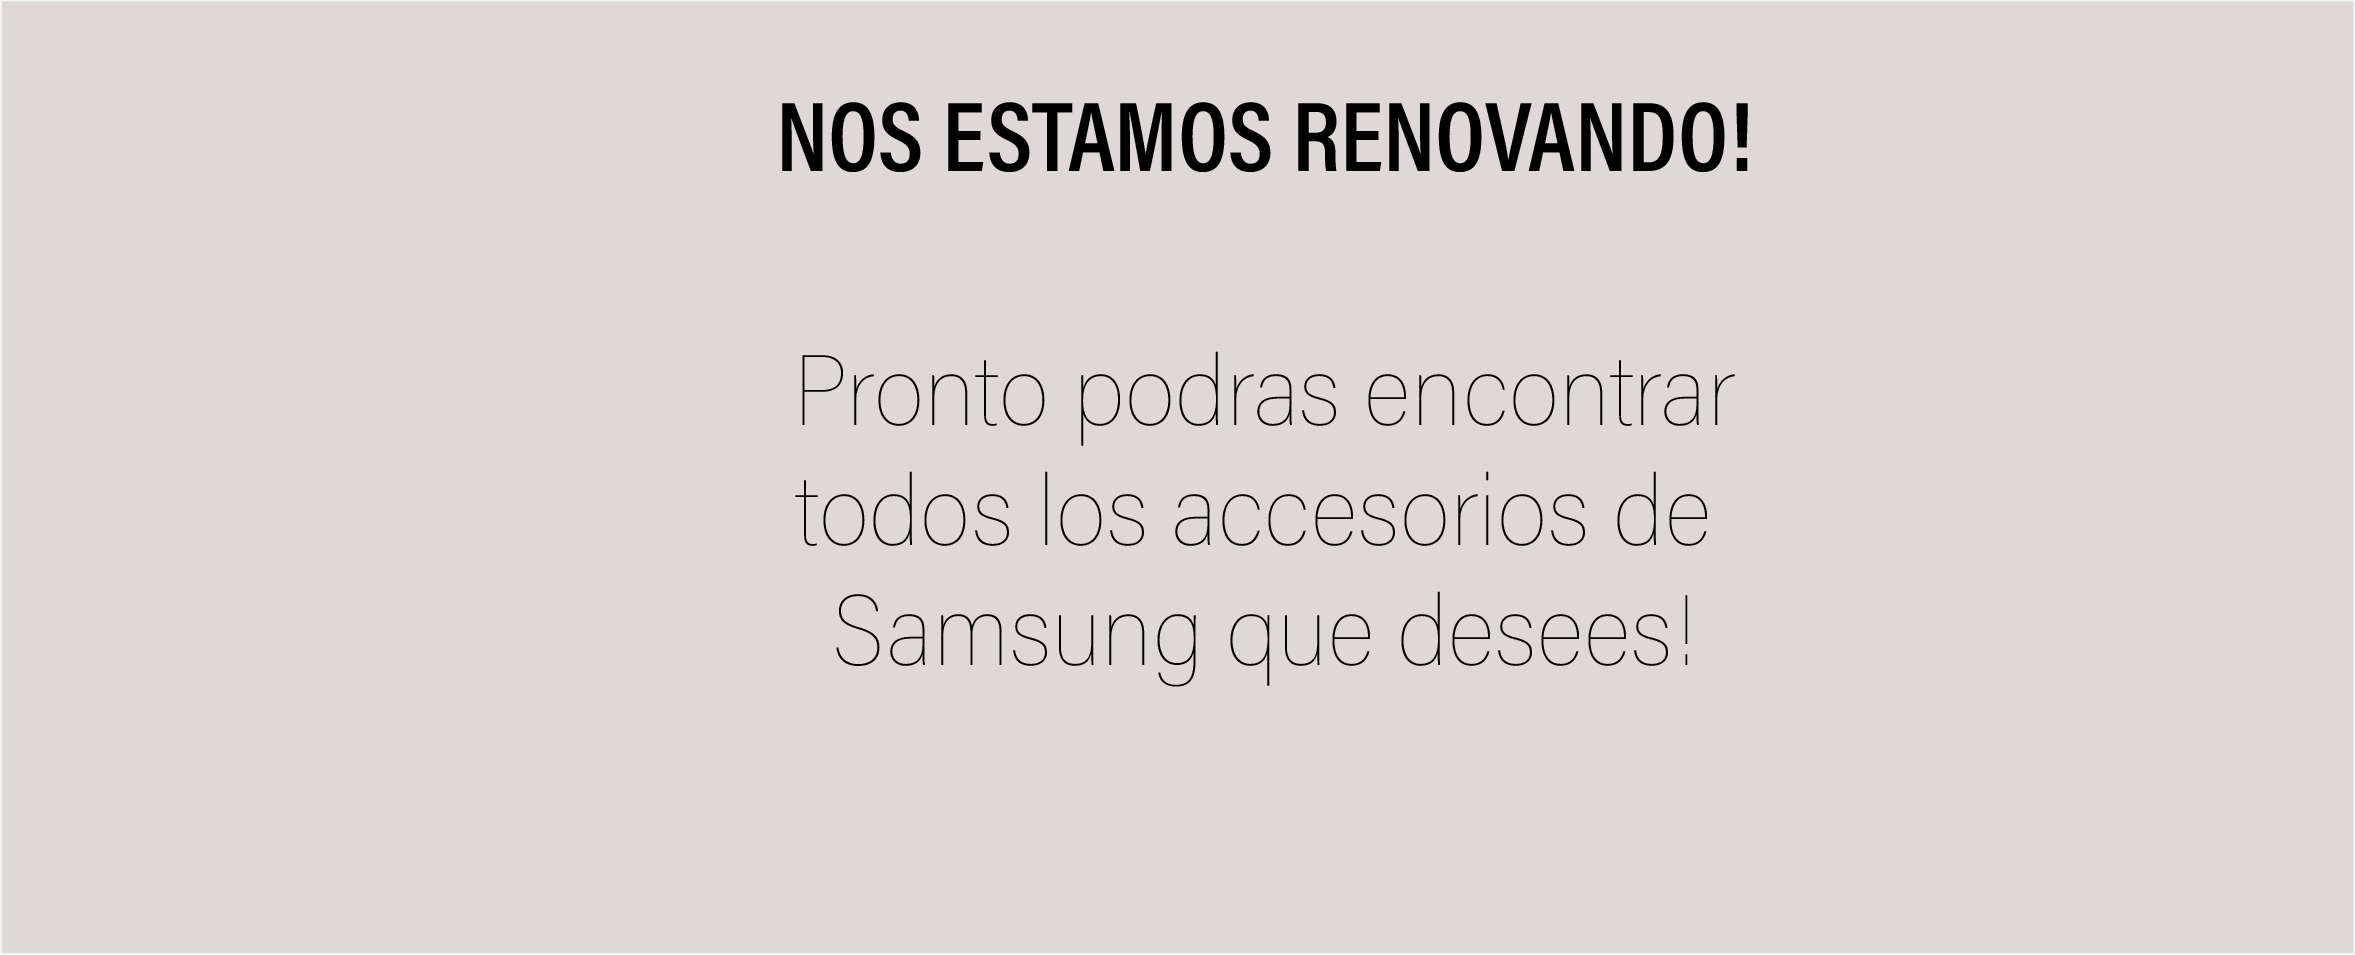 NOS ESTAMOS RENOVANDO!
Pronto podras encontrar
todos los accesorios de
Samsung que desees!